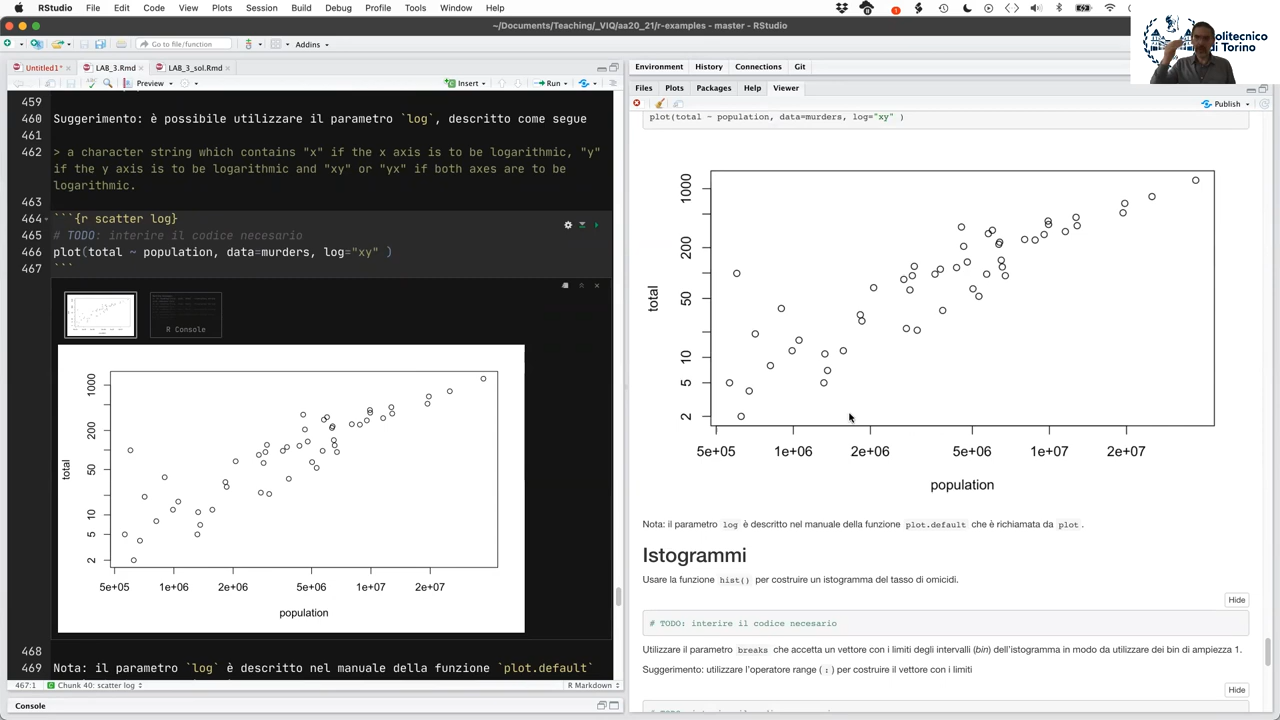 RStudio File Edit Code View Plots Session Build Debug Profile Tools Window Help
~/Documents/Teaching/_VIQ/aa20_21/r-examples - master - RStudio
Go to file/function Addins
Politecnico
di Torino
Untitled1* LAB_3.Rmd LAB_3_sol.Rmd
Preview Insert Run
459
460 Suggerimento: è possibile utilizzare il parametro `log`, descritto come segue
461
462 > a character string which contains "x" if the x axis is to be logarithmic, "y"
if the y axis is to be logarithmic and "xy" or "yx" if both axes are to be
logarithmic.
463
464 ```{r scatter log}
465 # TODO: interire il codice necesario
466 plot(total ~ population, data=murders, log="xy" )
467 ```
R Console
1000
200
50
10
5
2
total
5e+05 1e+06 2e+06 5e+06 1e+07 2e+07
population
468
469 Nota: il parametro `log` è descritto nel manuale della funzione `plot.default`
467:1 Chunk 40: scatter log R Markdown
Console
Environment History Connections Git
Files Plots Packages Help Viewer
Publish
plot(total ~ population, data=murders, log="xy" )
1000
200
50
10
5
2
total
5e+05 1e+06 2e+06 5e+06 1e+07 2e+07
population
Nota: il parametro log è descritto nel manuale della funzione plot.default che è richiamata da plot.
Istogrammi
Usare la funzione hist() per costruire un istogramma del tasso di omicidi.
Hide
# TODO: interire il codice necesario
Utilizzare il parametro breaks che accetta un vettore con i limiti degli intervalli (bin) dell'istogramma in modo da utilizzare dei bin di ampiezza 1.
Suggerimento: utilizzare l'operatore range (:) per costruire il vettore con i limiti
Hide